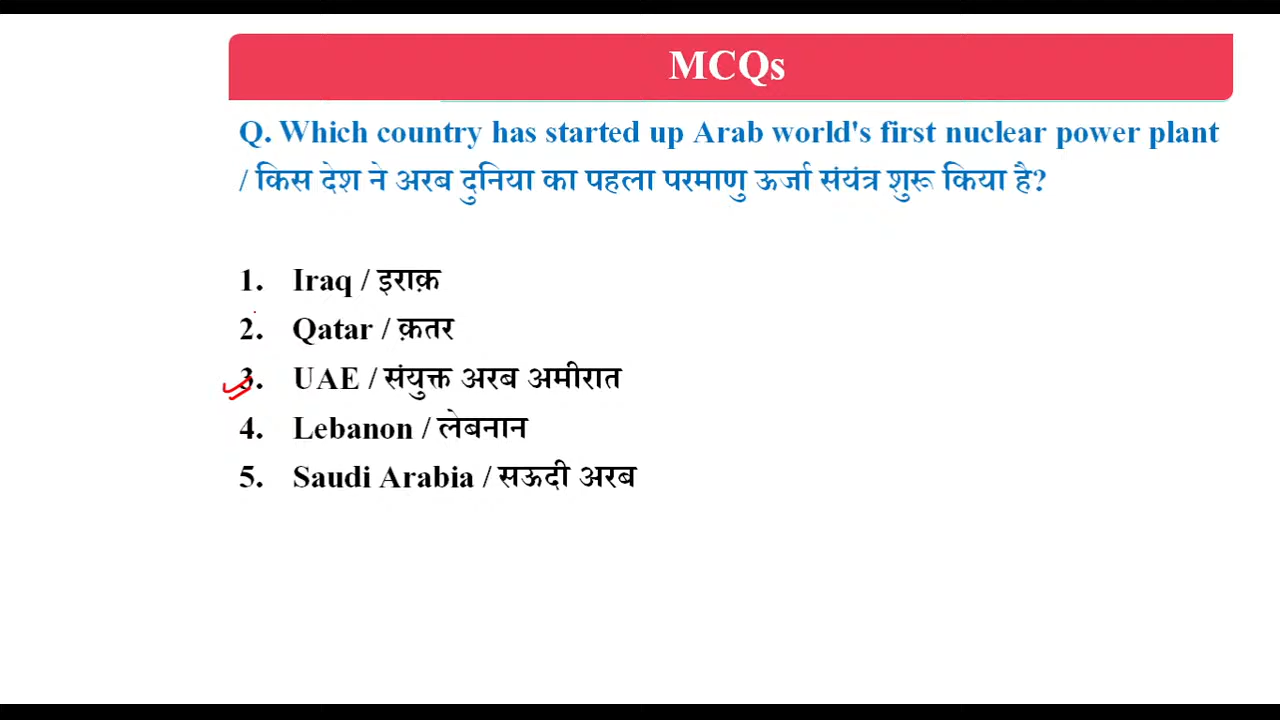 MCQs
Q. Which country has started up Arab world's first nuclear power plant
/ किस देश ने अरब दुनिया का पहला परमाणु ऊर्जा संयंत्र शुरू किया है?
1. Iraq / इराक़
2. Qatar / क़तर
3. UAE / संयुक्त अरब अमीरात
4. Lebanon / लेबनान
5. Saudi Arabia / सऊदी अरब